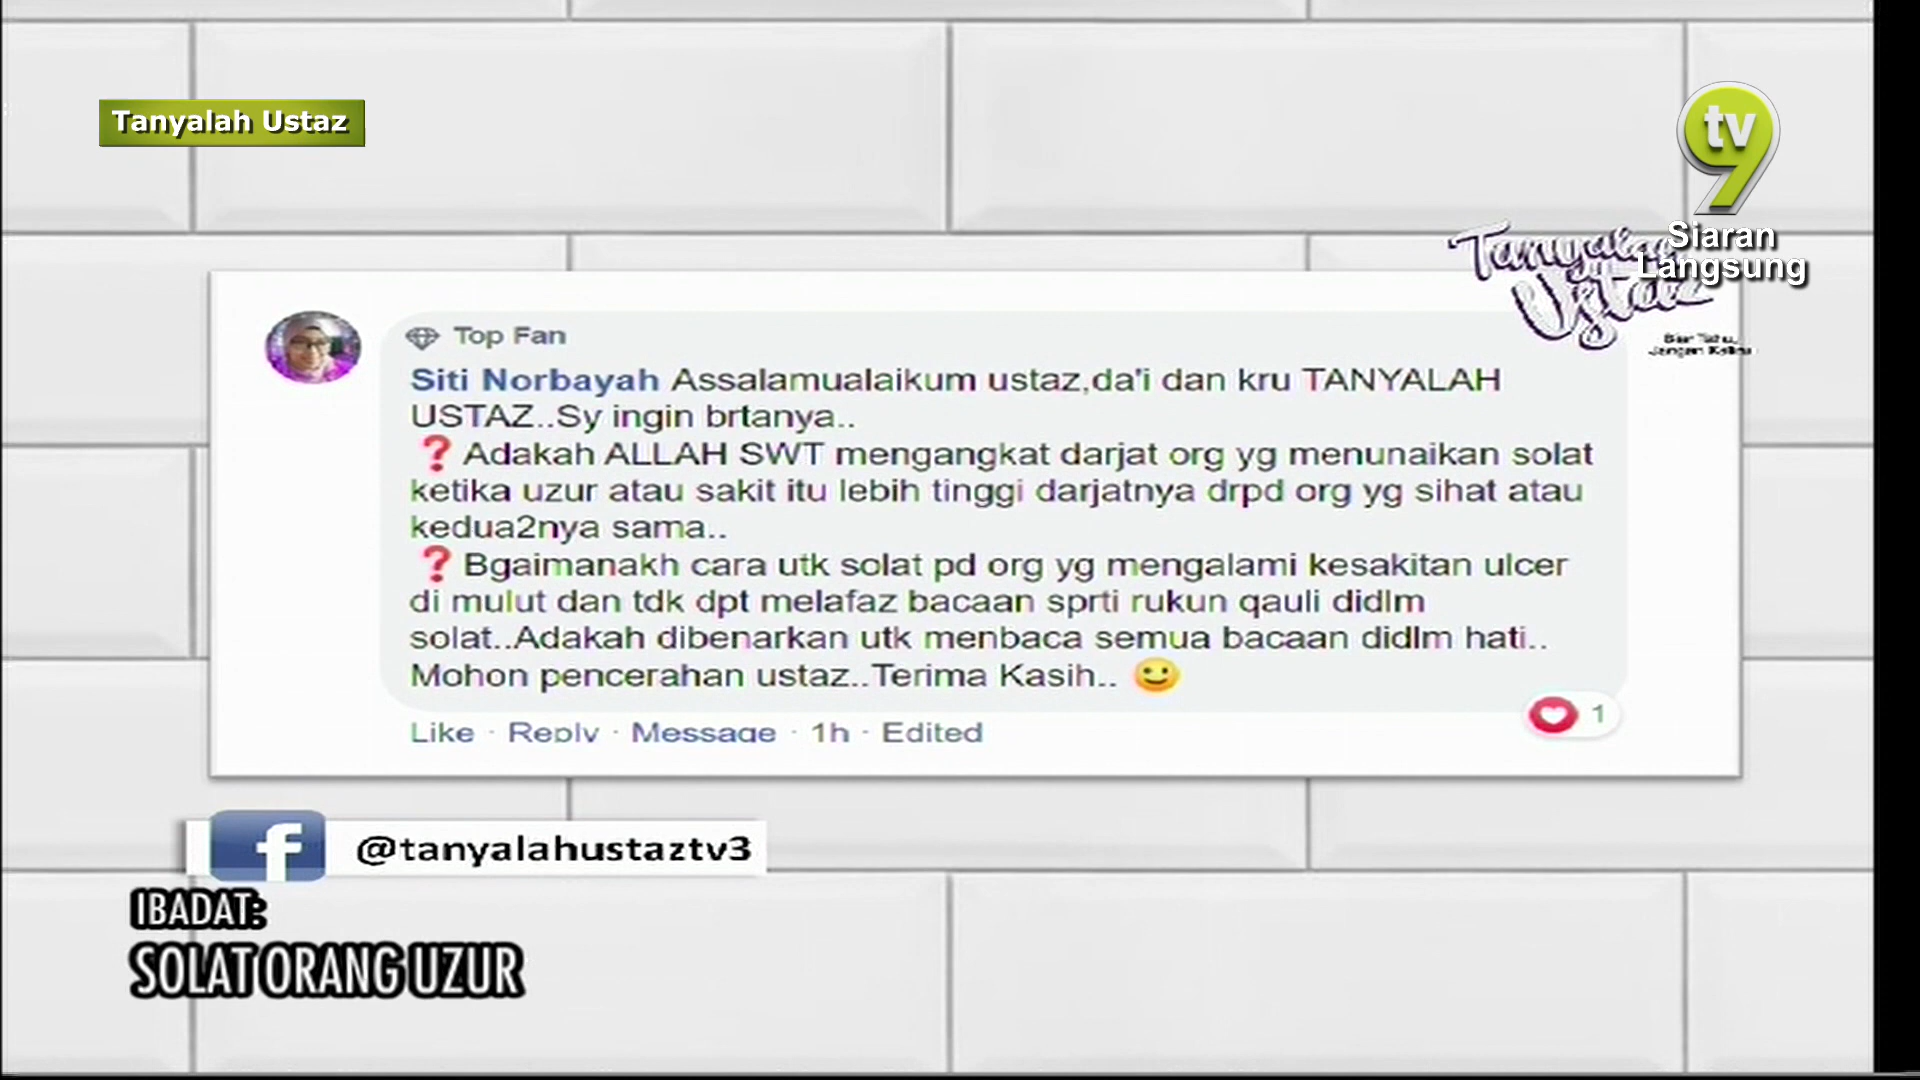 Tanyalah Ustaz
tv9
Siaran
Langsung
Tanyalah
Ustaz
Top Fan
Siti Norbayah Assalamualaikum ustaz,da'i dan kru TANYALAH
USTAZ..Sy ingin brtanya..
❓Adakah ALLAH SWT mengangkat darjat org yg menunaikan solat
ketika uzur atau sakit itu lebih tinggi darjatnya drpd org yg sihat atau
kedua2nya sama..
❓Bgaimanakh cara utk solat pd org yg mengalami kesakitan ulcer
di mulut dan tdk dpt melafaz bacaan sprti rukun qauli didlm
solat..Adakah dibenarkan utk menbaca semua bacaan didlm hati..
Mohon pencerahan ustaz..Terima Kasih.. 🙂
Like · Reply · Message · 1h · Edited
1
f @tanyalahustaztv3
IBADAT:
SOLAT ORANG UZUR